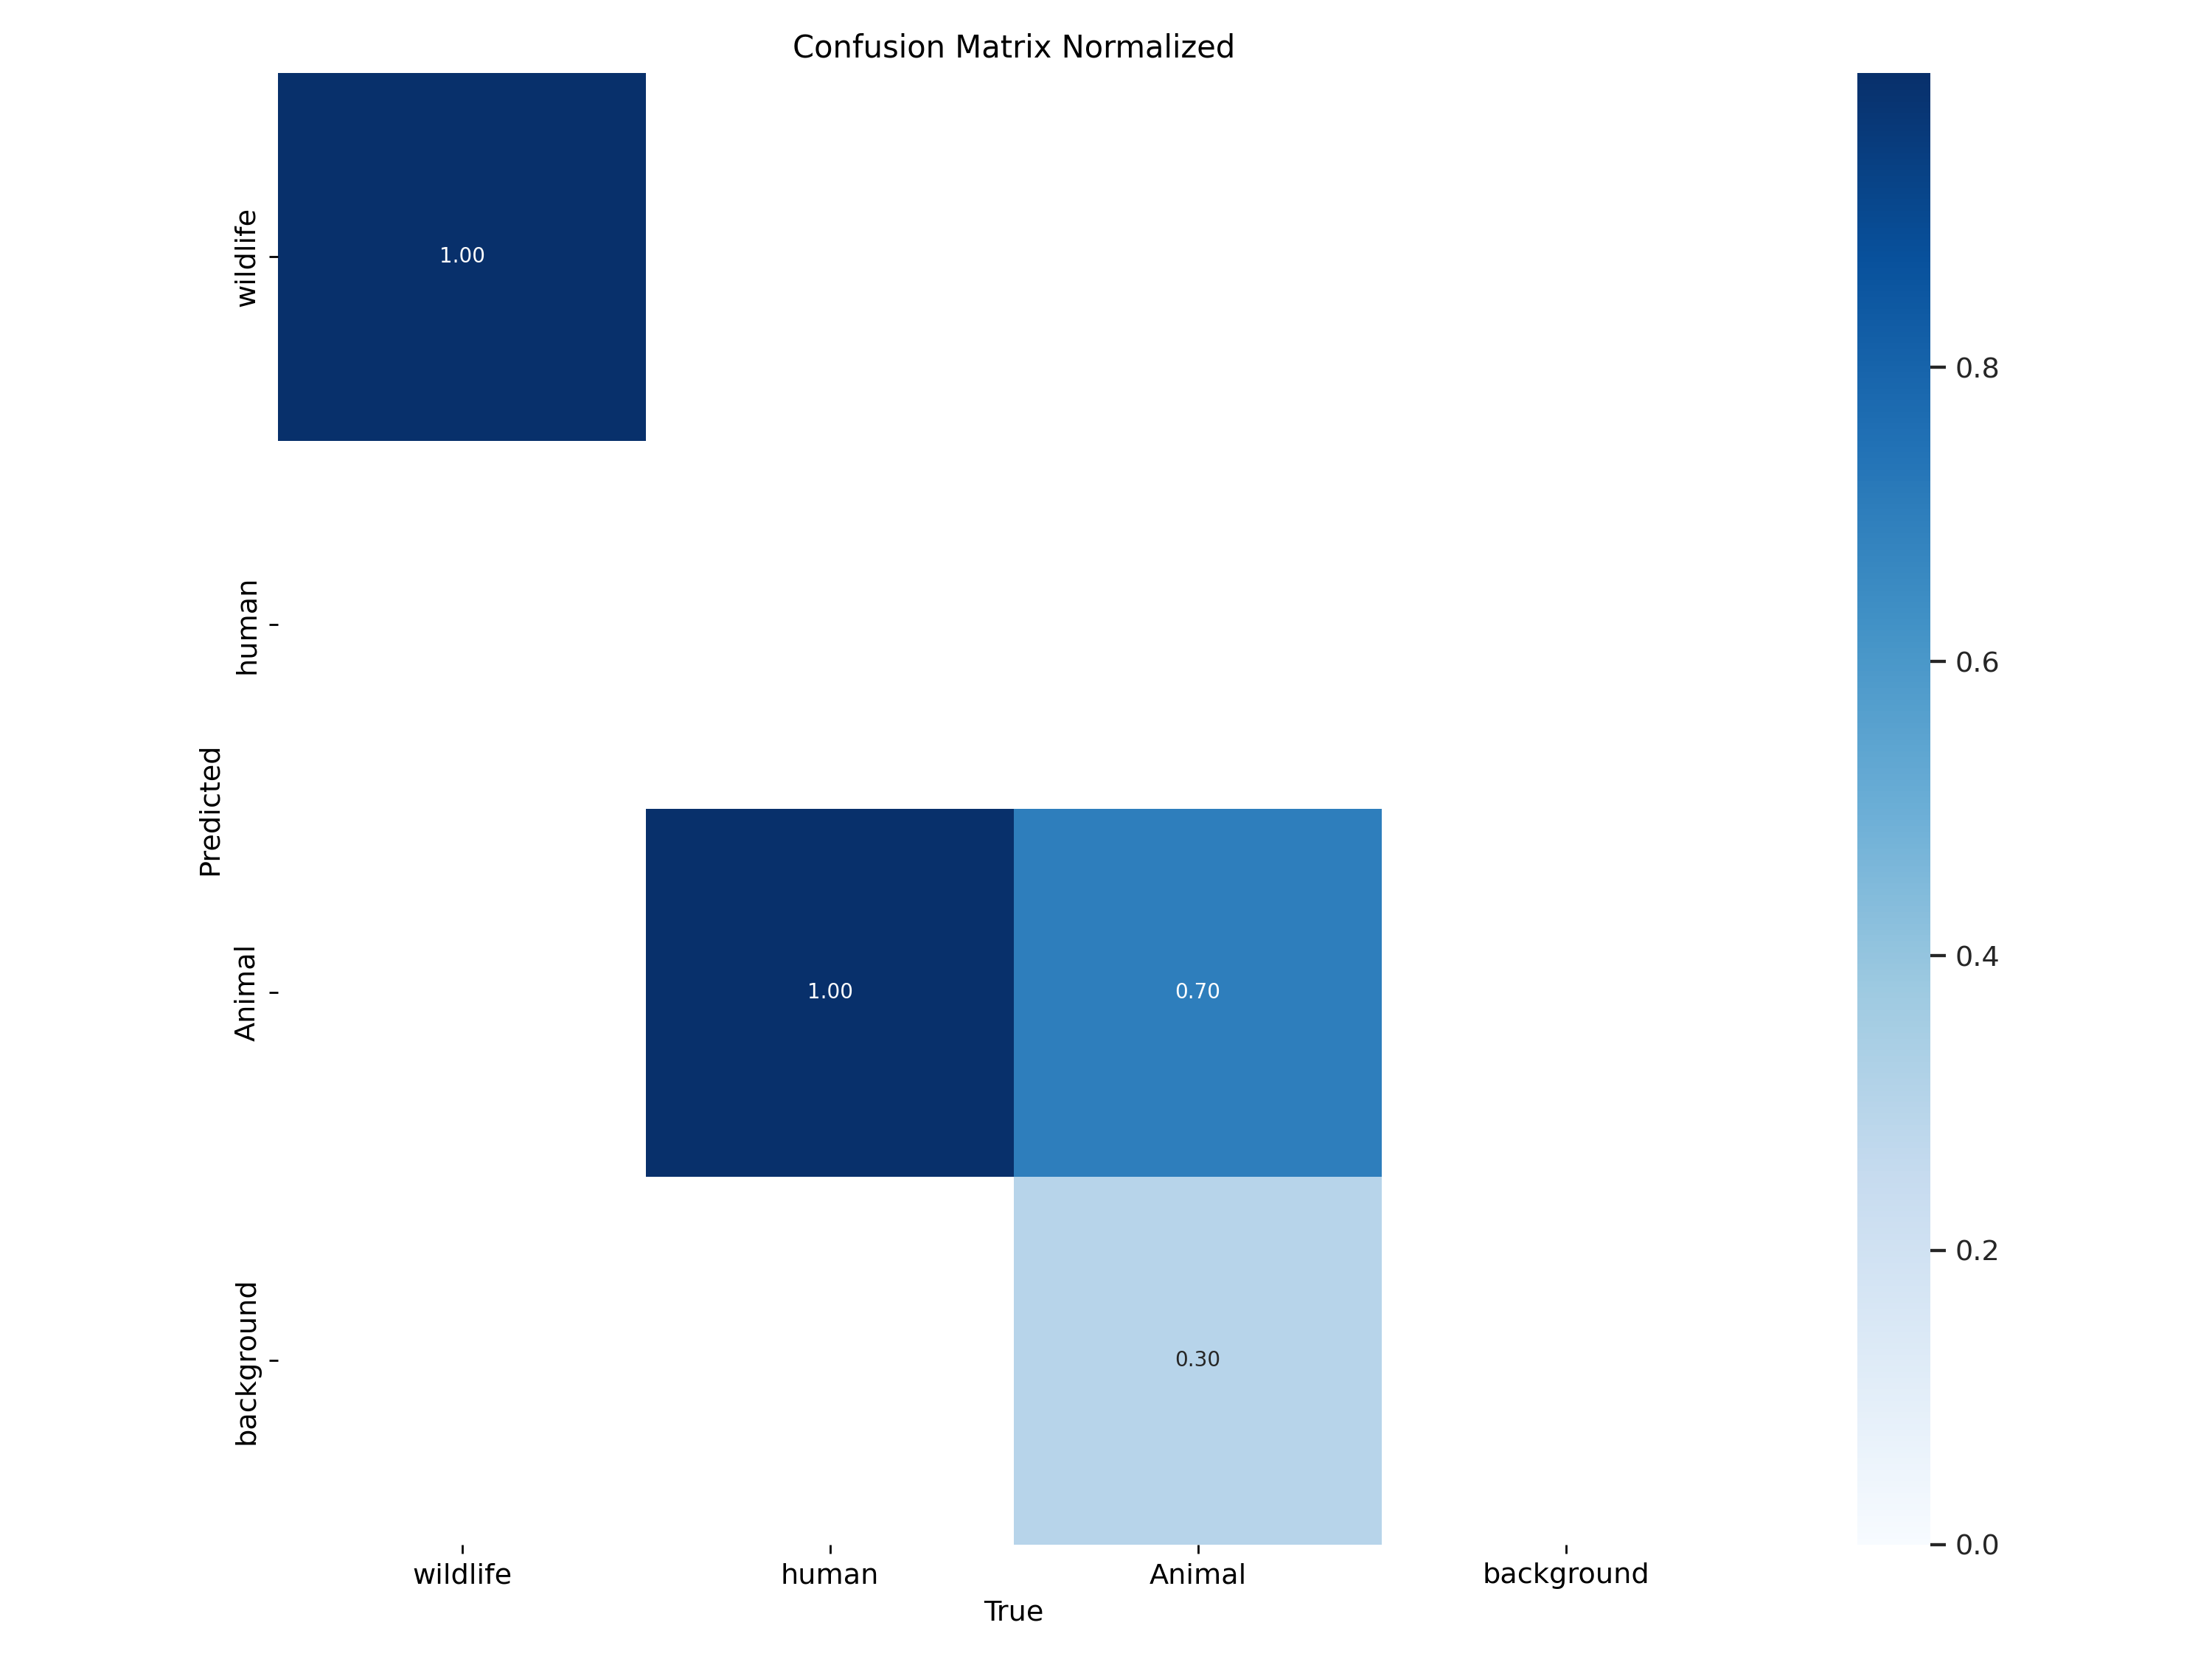 Confusion Matrix Normalized
wildlife
human
Animal
background
Predicted
1.00
1.00
0.70
0.30
wildlife
human
Animal
background
True
0.8
0.6
0.4
0.2
0.0